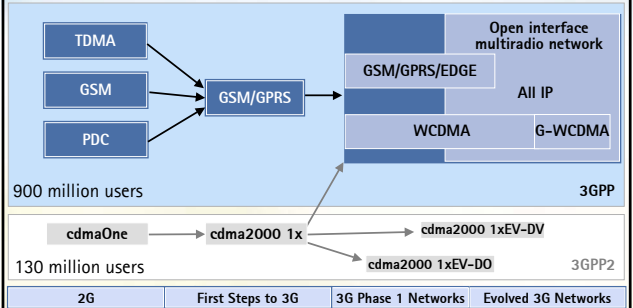 TDMA
GSM
PDC
GSM/GPRS
Open interface
multiradio network
GSM/GPRS/EDGE
All IP
WCDMA
G-WCDMA
900 million users
3GPP
cdmaOne
cdma2000 1x
cdma2000 1xEV-DV
cdma2000 1xEV-DO
130 million users
3GPP2
2G
First Steps to 3G
3G Phase 1 Networks
Evolved 3G Networks